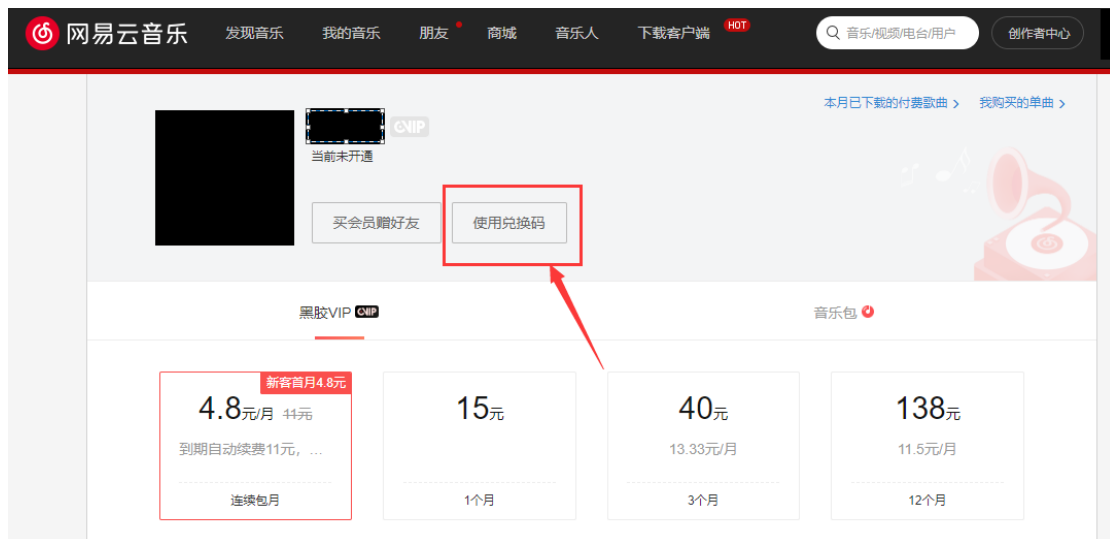 网易云音乐 发现音乐 我的音乐 朋友 商城 音乐人 下载客户端 HOT 音乐/视频/电台/用户 创作者中心
本月已下载的付费歌曲 我购买的单曲
VIP
当前未开通
买会员赠好友 使用兑换码
黑胶VIP VIP 音乐包
新客首月4.8元
4.8元/月 11元 15元 40元 138元
到期自动续费11元, ... 13.33元/月 11.5元/月
连续包月 1个月 3个月 12个月